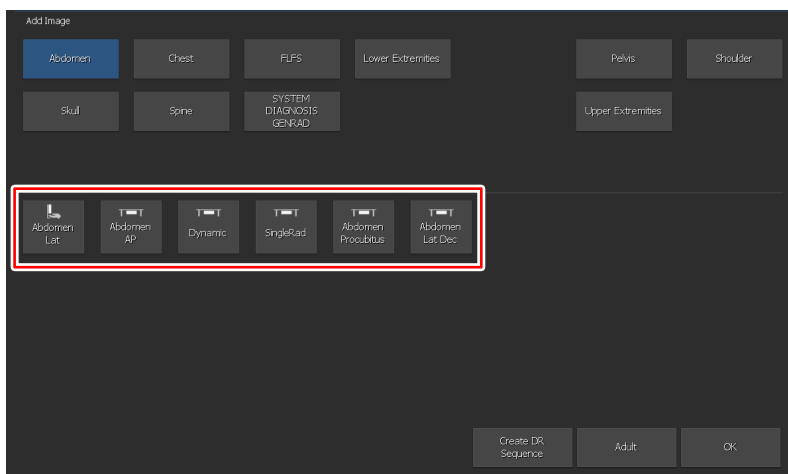 Add Image
Abdomen
Chest
FLFS
Lower Extremities
Pelvis
Shoulder
Skull
Spine
SYSTEM
DIAGNOSIS
GENRAD
Upper Extremities
Abdomen
Lat
Abdomen
AP
Dynamic
SingleRad
Abdomen
Procubitus
Abdomen
Lat Dec
Create DR
Sequence
Adult
OK